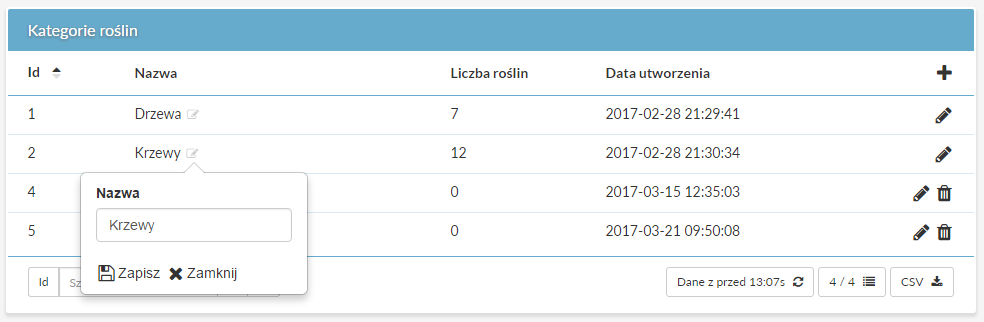 Kategorie roślin
Id Nazwa Liczba roślin Data utworzenia
1 Drzewa 7 2017-02-28 21:29:41
2 Krzewy 12 2017-02-28 21:30:34
4 0 2017-03-15 12:35:03
5 0 2017-03-21 09:50:08
Nazwa
Krzewy
Zapisz Zamknij
Id Sz
Dane z przed 13:07s 4 / 4 CSV